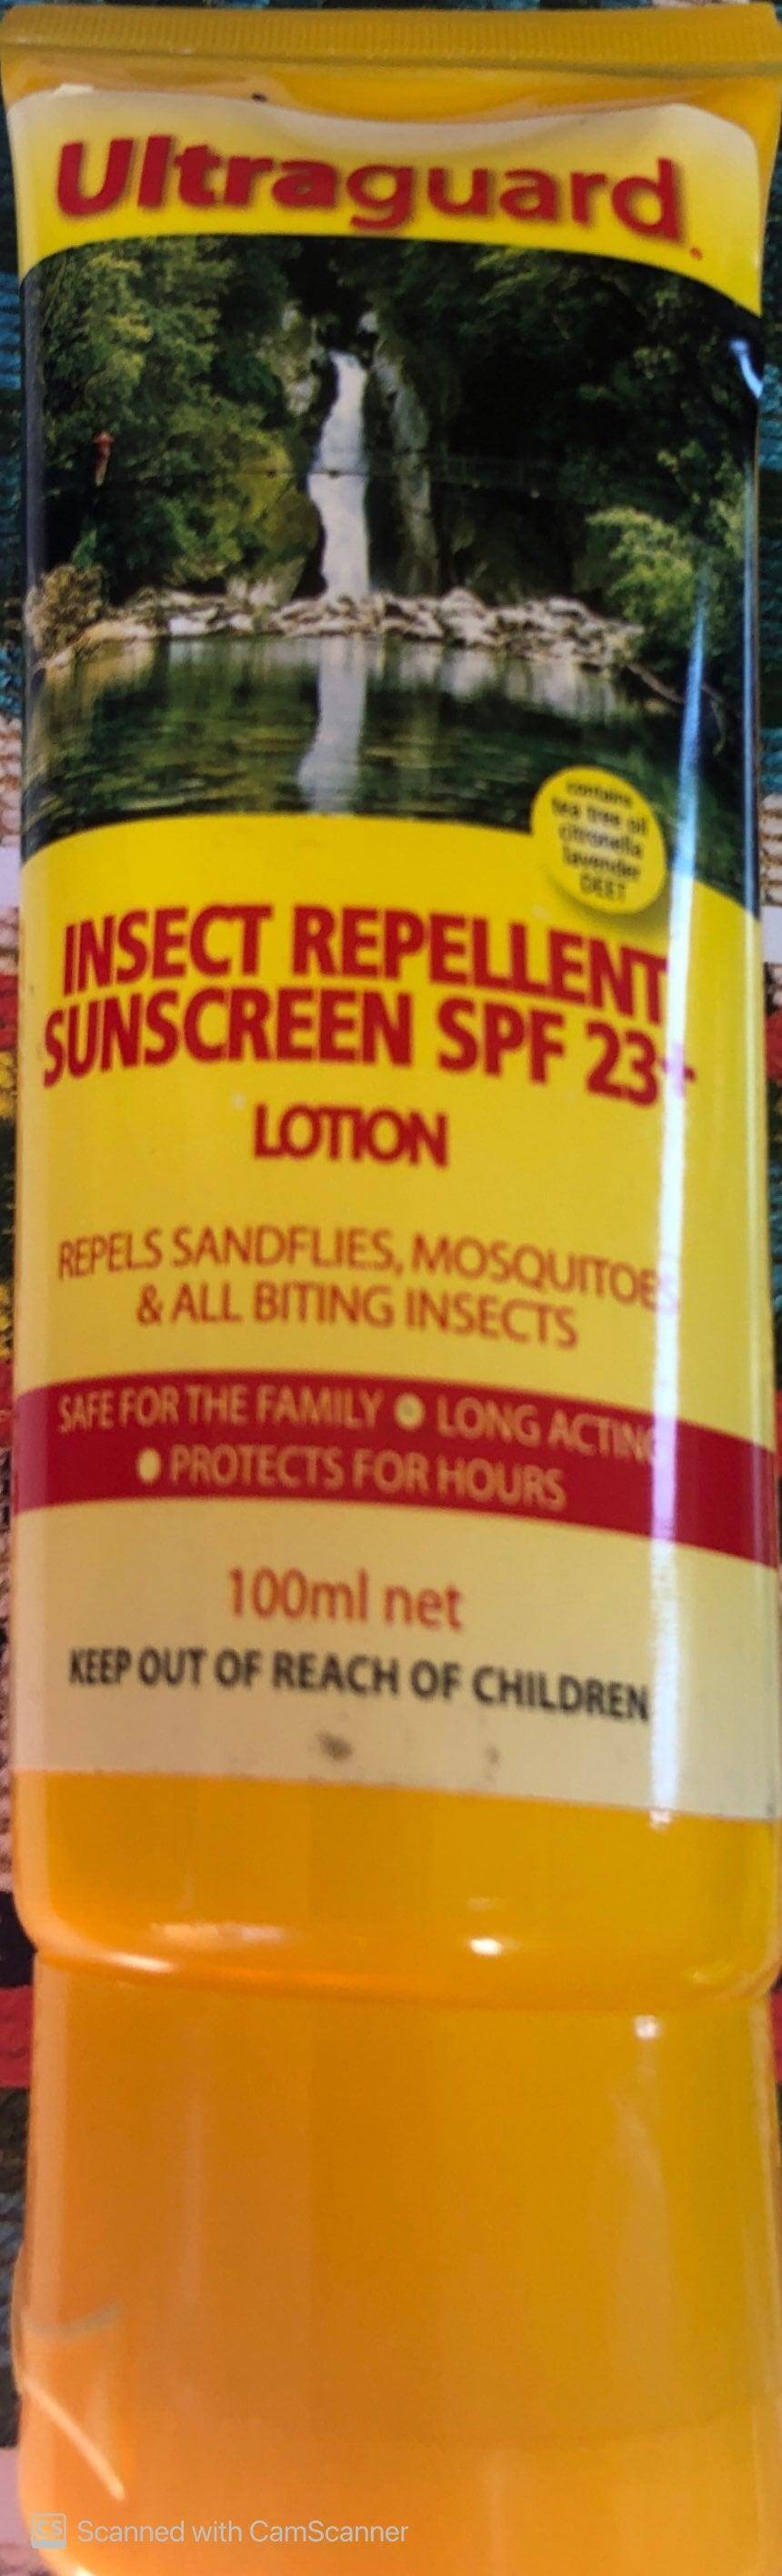 Ultraguard.
contains
tea tree oil
citronella
lavender
DEET
INSECT REPELLENT
SUNSCREEN SPF 23+
LOTION
REPELS SANDFLIES, MOSQUITOES
& ALL BITING INSECTS
SAFE FOR THE FAMILY ● LONG ACTING
● PROTECTS FOR HOURS
100ml net
KEEP OUT OF REACH OF CHILDREN
CS Scanned with CamScanner